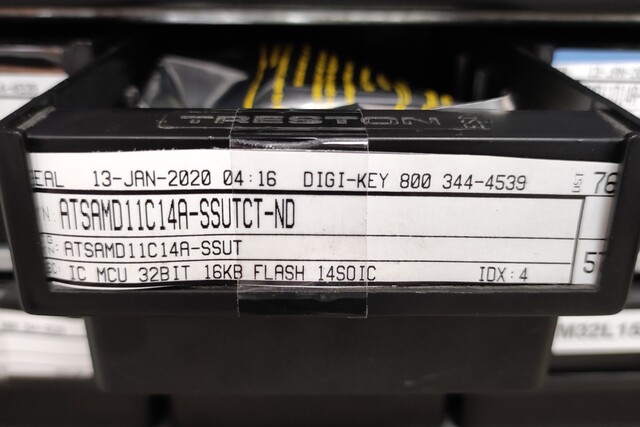 TRESTON
EAL 13-JAN-2020 04:16 DIGI-KEY 800 344-4539 76
N: ATSAMD11C14A-SSUTCT-ND
N: ATSAMD11C14A-SSUT 57
IC MCU 32BIT 16KB FLASH 14SOIC IDX: 4
M32L15